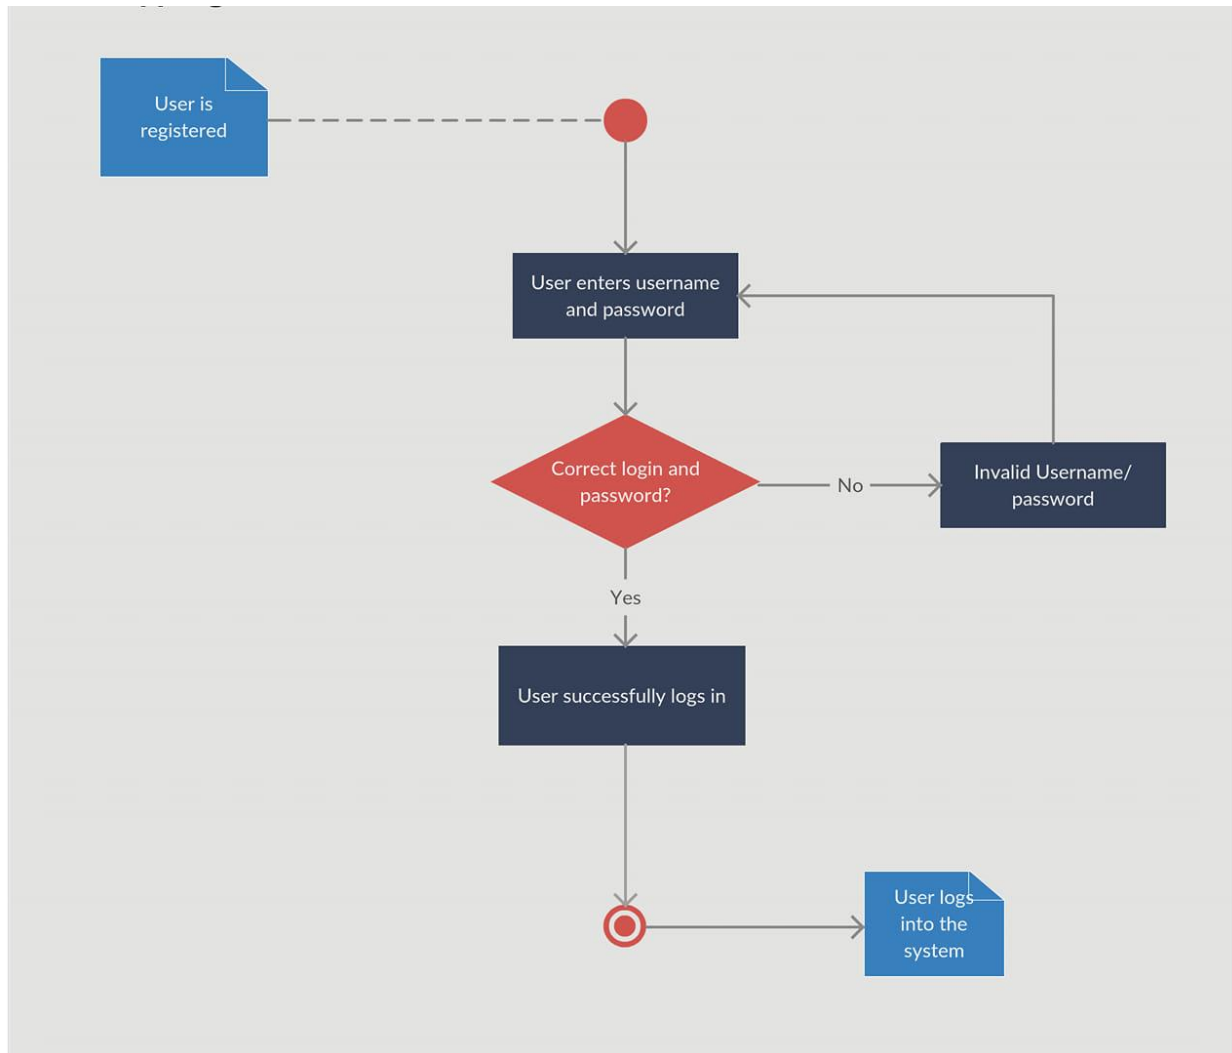 User is
registered
User enters username
and password
Correct login and
password?
No
Invalid Username/
password
Yes
User successfully logs in
User logs
into the
system